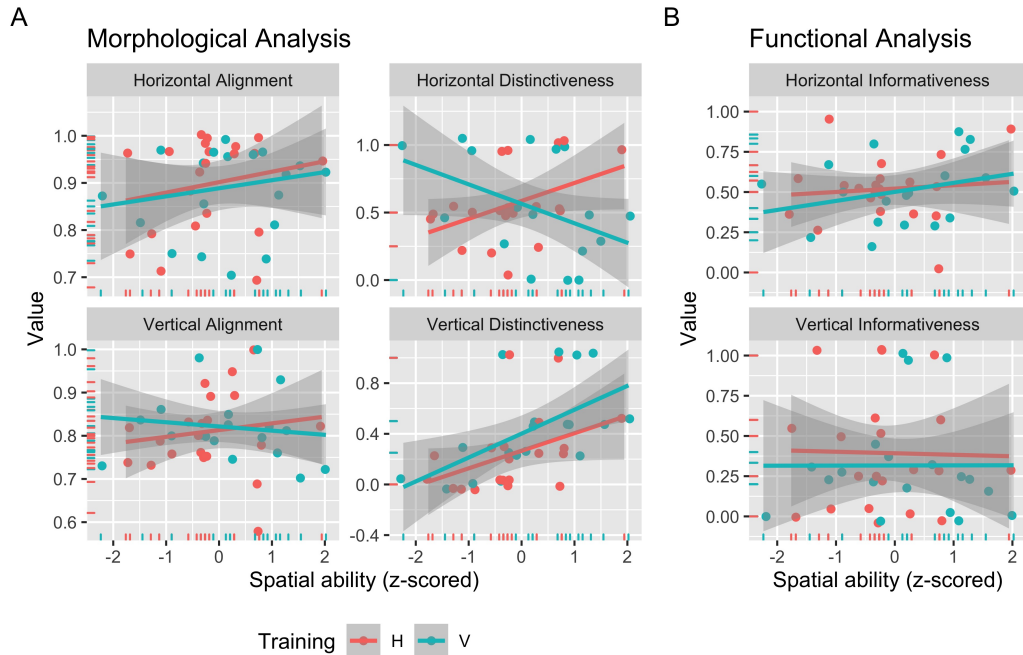 A
B
Morphological Analysis
Functional Analysis
Horizontal Alignment
Horizontal Distinctiveness
Horizontal Informativeness
1.0
0.9
0.8
0.7
1.0
0.5
0.0
1.00
0.75
0.50
0.25
0.00
Vertical Alignment
Vertical Distinctiveness
Vertical Informativeness
1.0
0.9
0.8
0.7
0.6
0.8
0.4
0.0
-0.4
1.00
0.75
0.50
0.25
0.00
Value
Value
-2 -1 0 1 2
-2 -1 0 1 2
-2 -1 0 1 2
Spatial ability (z-scored)
Spatial ability (z-scored)
Training H V